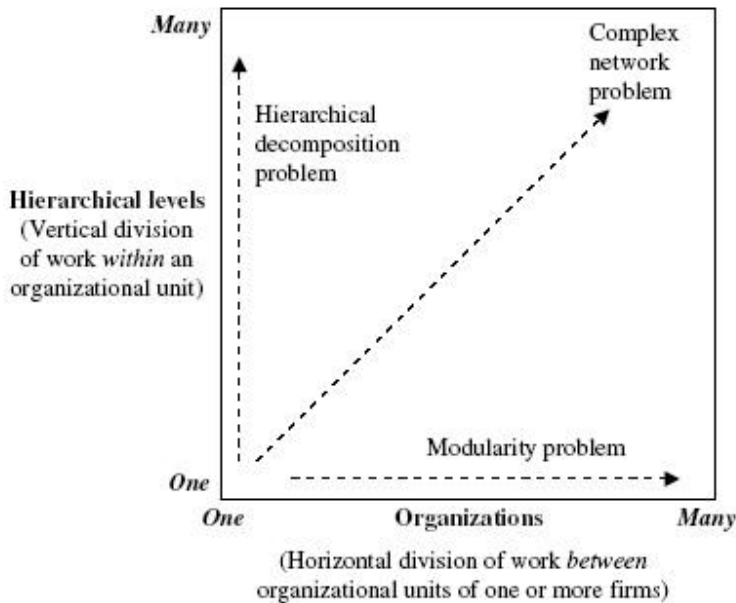 Many
Complex
network
problem
Hierarchical
decomposition
problem
Hierarchical levels
(Vertical division
of work within an
organizational unit)
Modularity problem
One
One
Organizations
Many
(Horizontal division of work between
organizational units of one or more firms)